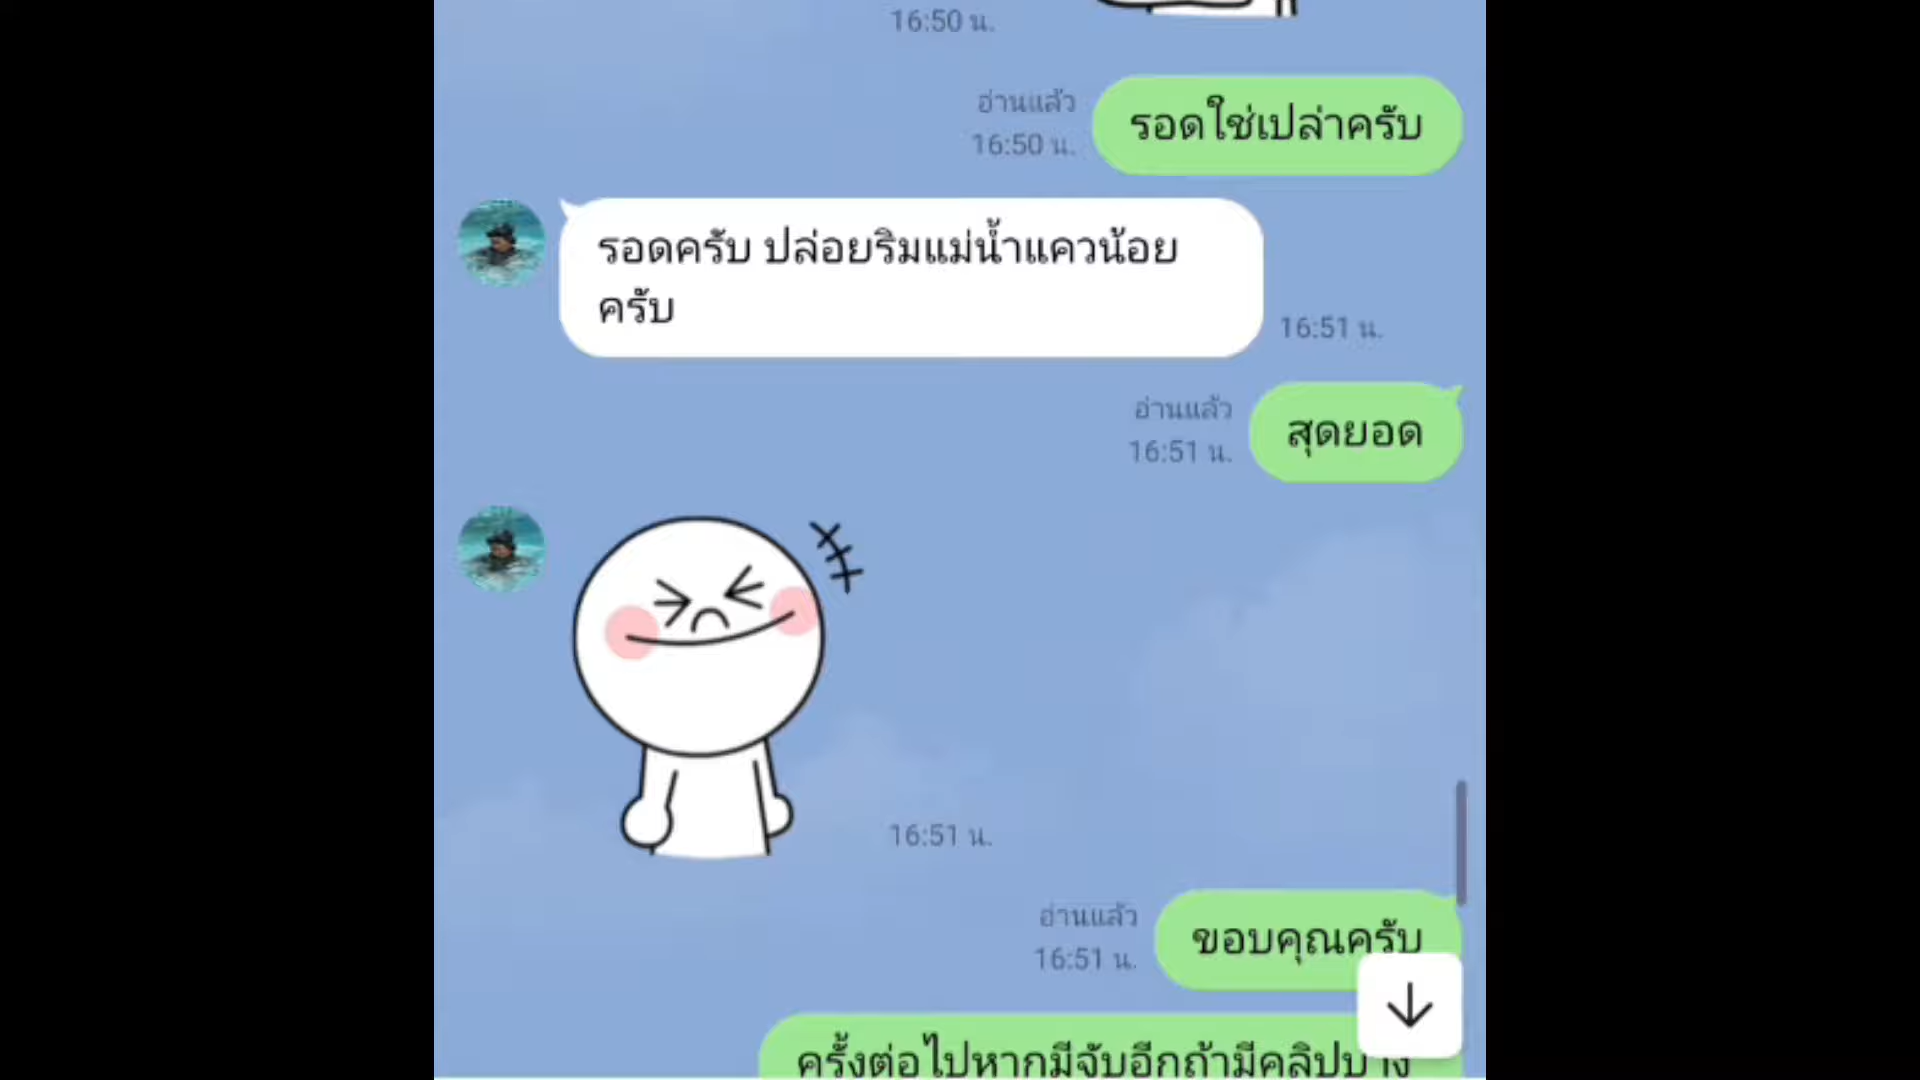 16:50 น.
อ่านแล้ว
16:50 น.
รอดใช่เปล่าครับ
รอดครับ ปล่อยริมแม่น้ำแควน้อย
ครับ
16:51 น.
อ่านแล้ว
16:51 น.
สุดยอด
16:51 น.
อ่านแล้ว
16:51 น.
ขอบคุณครับ
ครั้งต่อไปหากมีจับอีกถ้ามีคลิป